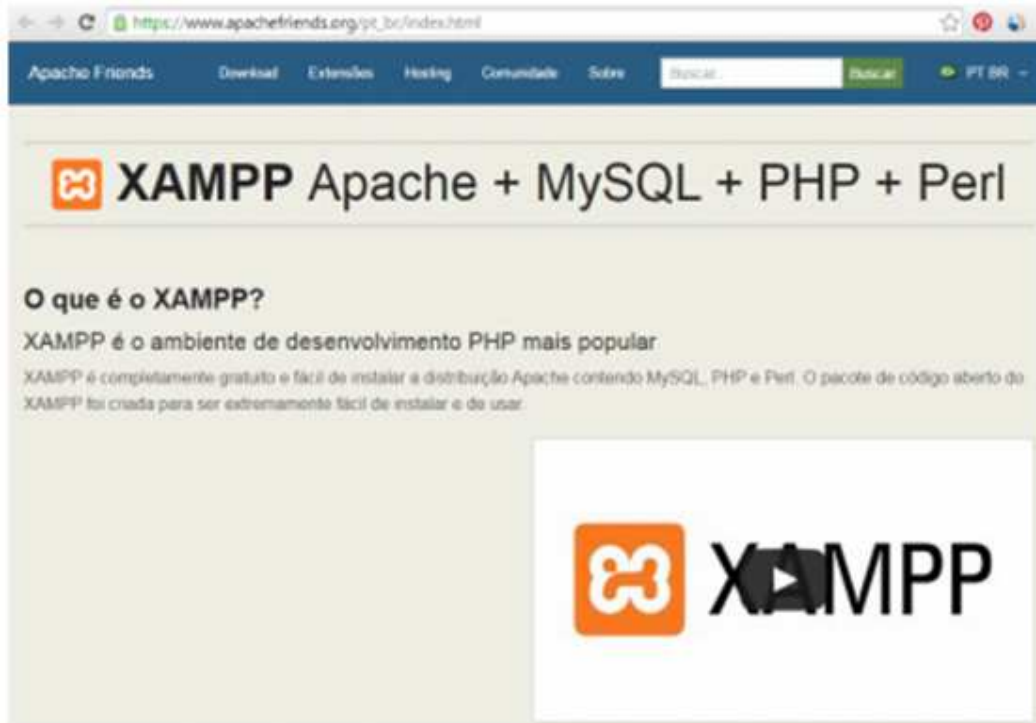 https://www.apachefriends.org/pt_br/index.html
Apache Friends Download Extensões Hosting Comunidade Sobre Buscar... Buscar PT BR
XAMPP Apache + MySQL + PHP + Perl
O que é o XAMPP?
XAMPP é o ambiente de desenvolvimento PHP mais popular
XAMPP é completamente gratuito e fácil de instalar a distribuição Apache contendo MySQL, PHP e Perl. O pacote de código aberto do
XAMPP foi criada para ser extremamente fácil de instalar e de usar.
XAMPP